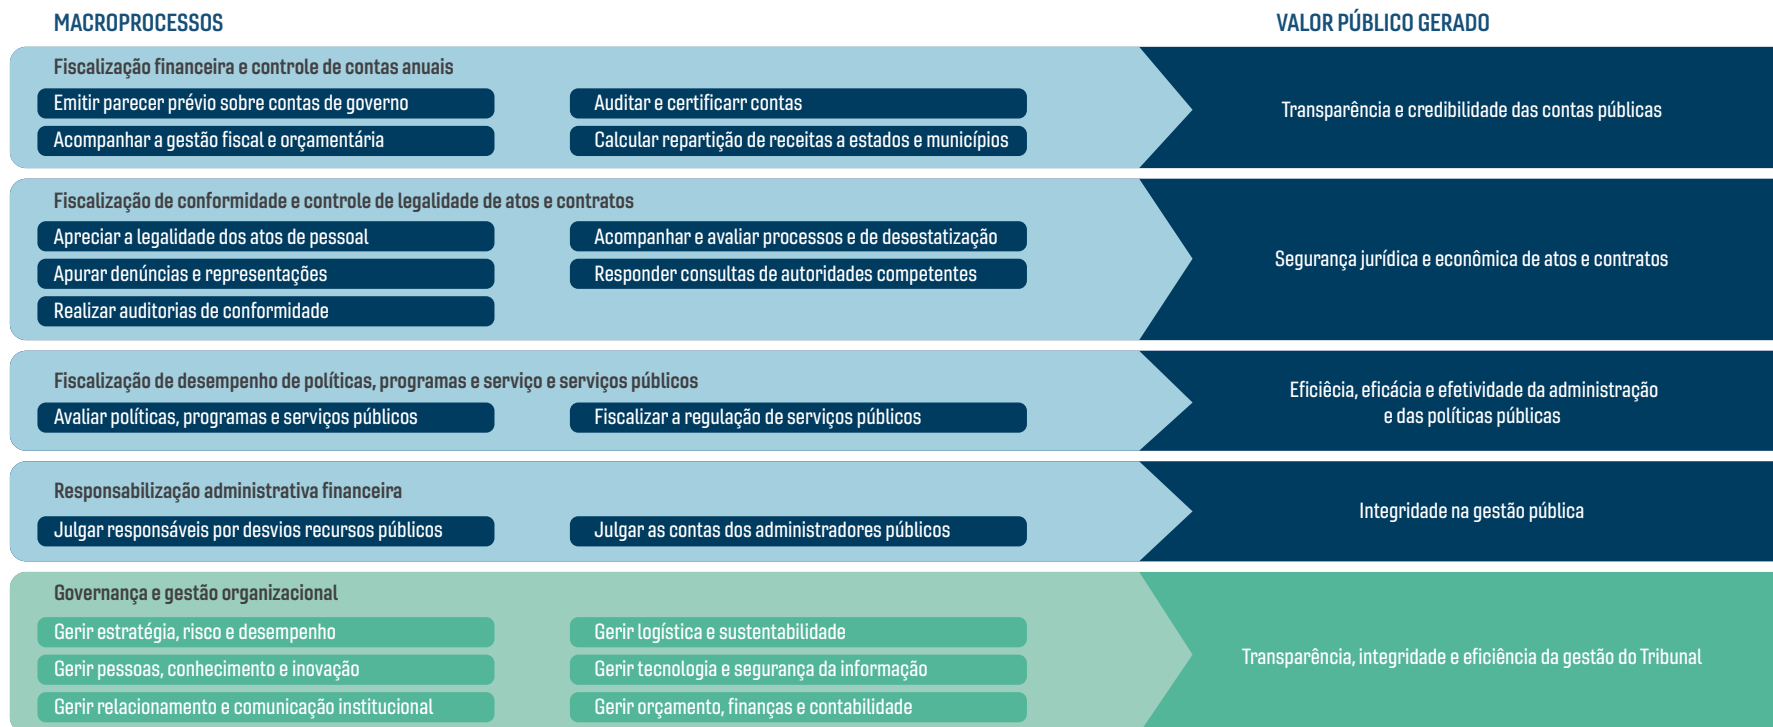 MACROPROCESSOS
VALOR PÚBLICO GERADO
Fiscalização financeira e controle de contas anuais
Emitir parecer prévio sobre contas de governo
Auditar e certificarr contas
Acompanhar a gestão fiscal e orçamentária
Calcular repartição de receitas a estados e municípios
Transparência e credibilidade das contas públicas
Fiscalização de conformidade e controle de legalidade de atos e contratos
Apreciar a legalidade dos atos de pessoal
Acompanhar e avaliar processos e de desestatização
Apurar denúncias e representações
Responder consultas de autoridades competentes
Realizar auditorias de conformidade
Segurança jurídica e econômica de atos e contratos
Fiscalização de desempenho de políticas, programas e serviço e serviços públicos
Avaliar políticas, programas e serviços públicos
Fiscalizar a regulação de serviços públicos
Eficiêcia, eficácia e efetividade da administração
e das políticas públicas
Responsabilização administrativa financeira
Julgar responsáveis por desvios recursos públicos
Julgar as contas dos administradores públicos
Integridade na gestão pública
Governança e gestão organizacional
Gerir estratégia, risco e desempenho
Gerir logística e sustentabilidade
Gerir pessoas, conhecimento e inovação
Gerir tecnologia e segurança da informação
Gerir relacionamento e comunicação institucional
Gerir orçamento, finanças e contabilidade
Transparência, integridade e eficiência da gestão do Tribunal